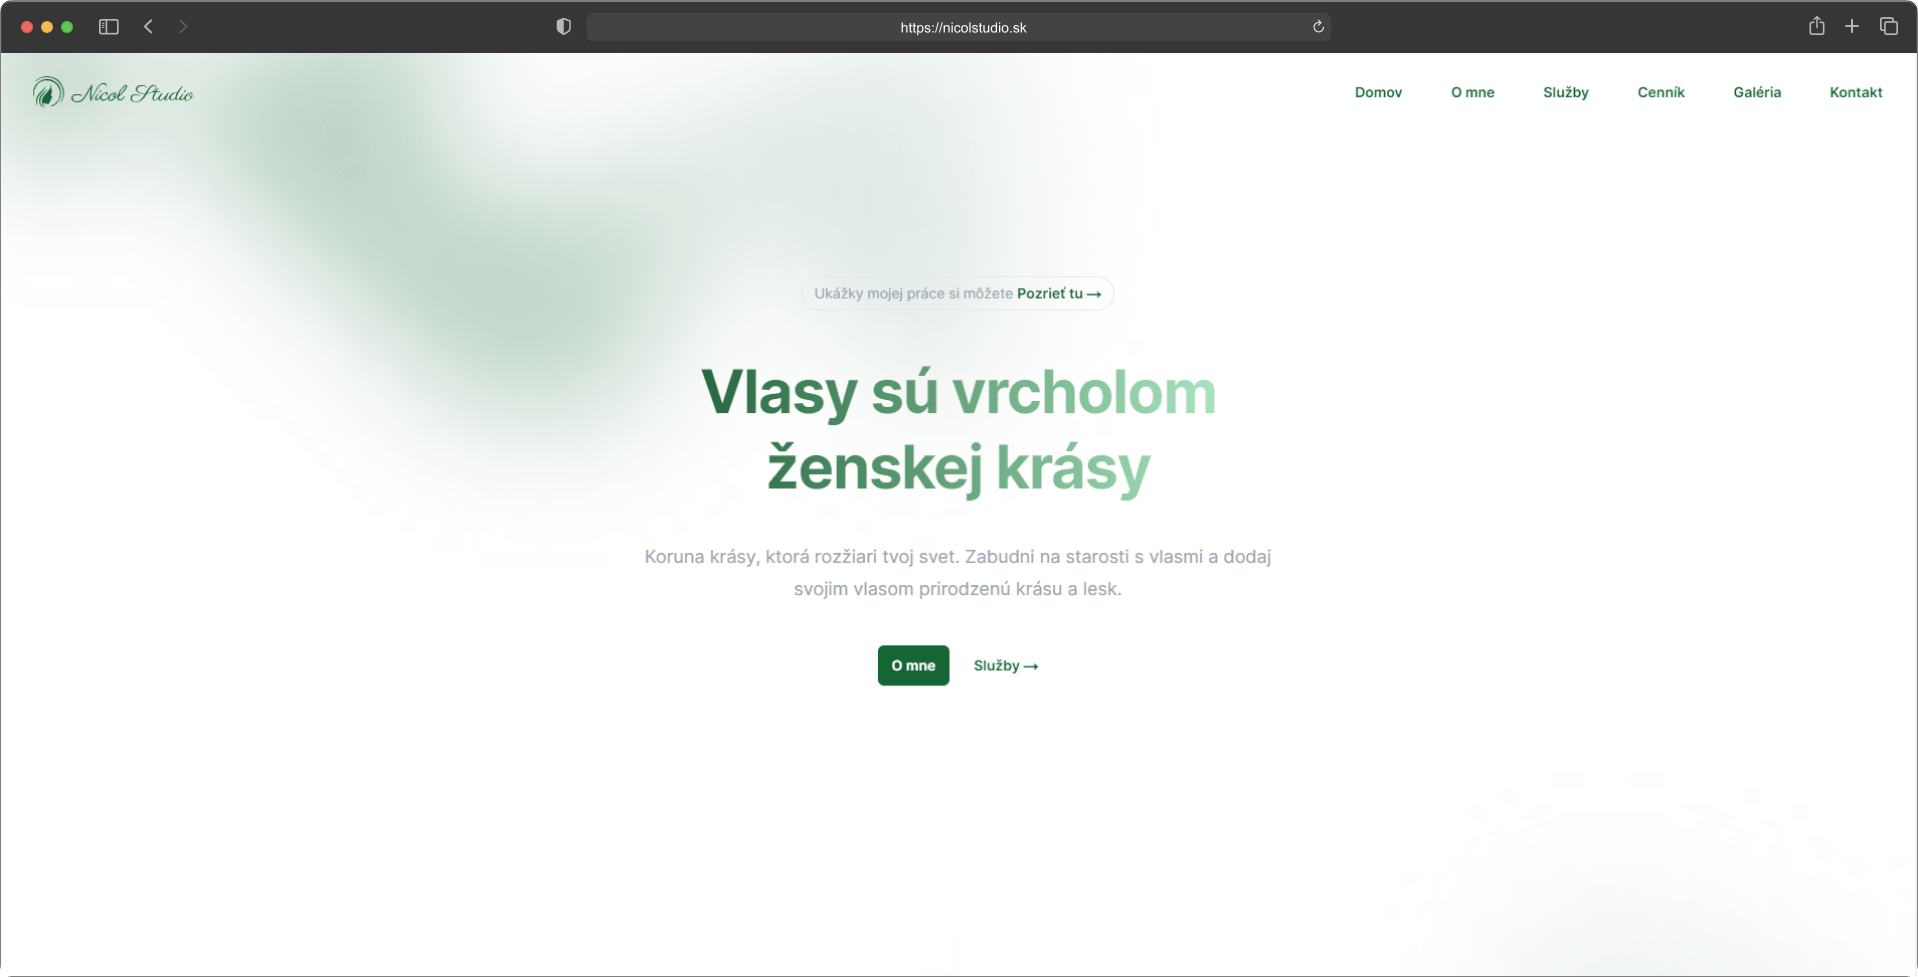 https://nicolstudio.sk
Nicol Studio
Domov O mne Služby Cenník Galéria Kontakt
Ukážky mojej práce si môžete Pozrieť tu →
Vlasy sú vrcholom
ženskej krásy
Koruna krásy, ktorá rozžiari tvoj svet. Zabudni na starosti s vlasmi a dodaj
svojim vlasom prirodzenú krásu a lesk.
O mne Služby →